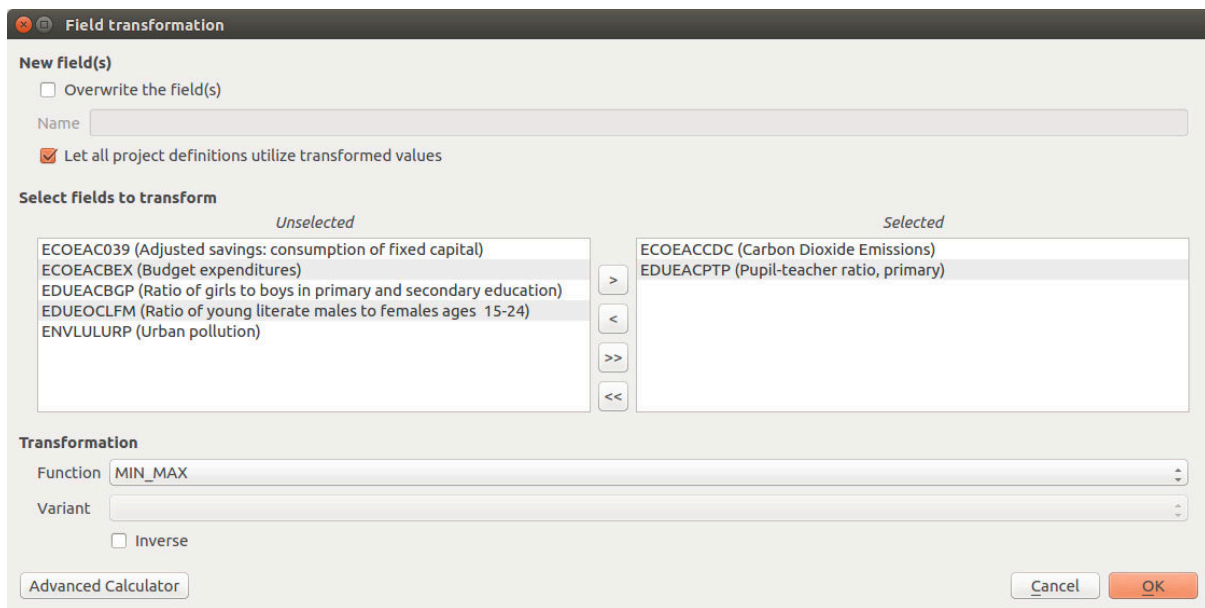 Field transformation
New field(s)
Overwrite the field(s)
Name
Let all project definitions utilize transformed values
Select fields to transform
Unselected
Selected
ECOEAC039 (Adjusted savings: consumption of fixed capital)
ECOEACBEX (Budget expenditures)
EDUEACBGP (Ratio of girls to boys in primary and secondary education)
EDUEOCLFM (Ratio of young literate males to females ages  15-24)
ENVLULURP (Urban pollution)
>
<
>>
<<
ECOEACCDC (Carbon Dioxide Emissions)
EDUEACPTP (Pupil-teacher ratio, primary)
Transformation
Function MIN_MAX
Variant
Inverse
Advanced Calculator
Cancel
OK